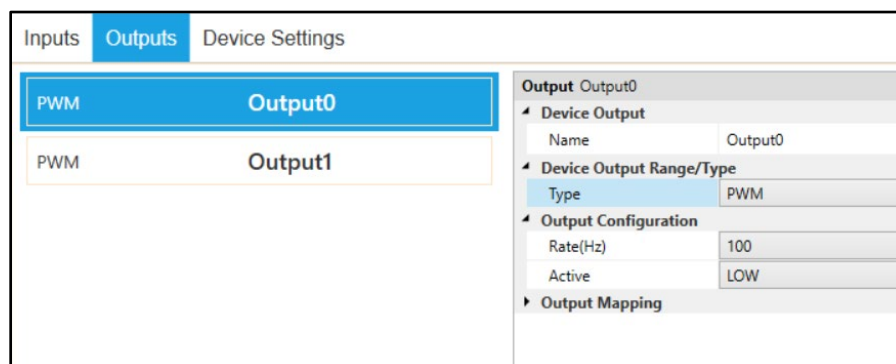 Inputs Outputs Device Settings
PWM Output0
PWM Output1
Output Output0
Device Output
Name Output0
Device Output Range/Type
Type PWM
Output Configuration
Rate(Hz) 100
Active LOW
Output Mapping